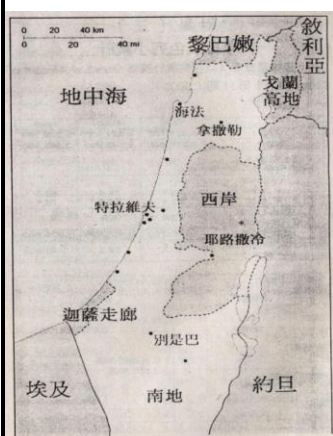 0 20 40 km
0 20 40 mi
黎巴嫩
敘利亞
戈蘭
高地
地中海
海法
拿撒勒
西岸
特拉維夫
耶路撒冷
迦薩走廊
別是巴
埃及
南地
約旦